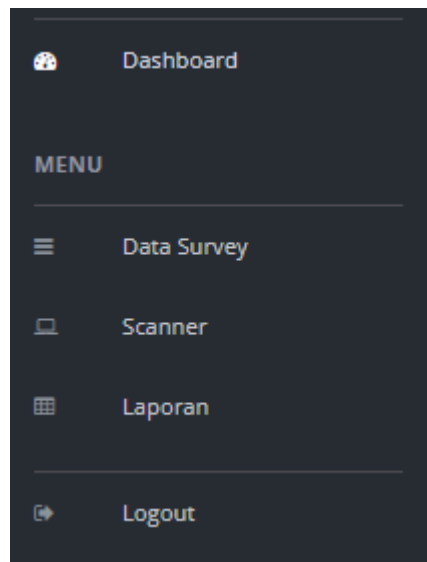 Dashboard
MENU
Data Survey
Scanner
Laporan
Logout